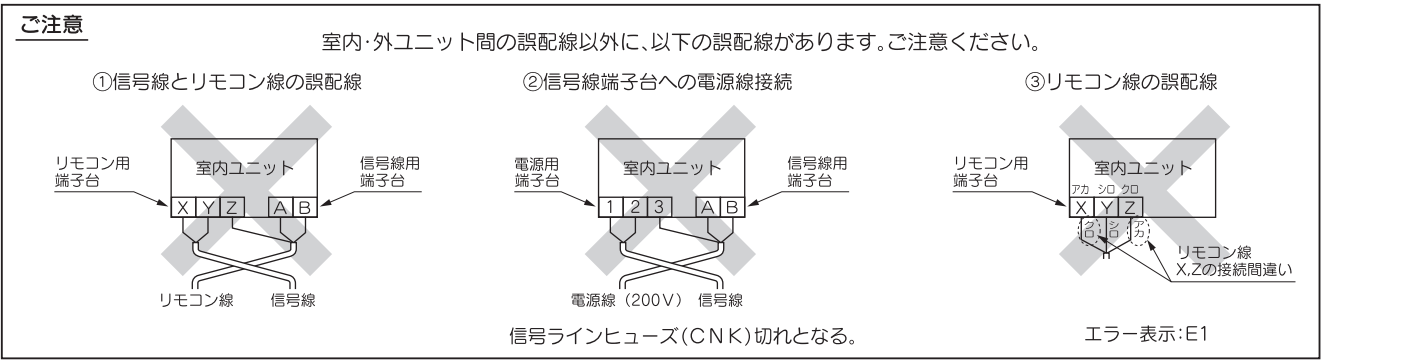 ご注意
室内・外ユニット間の誤配線以外に、以下の誤配線があります。ご注意ください。
①信号線とリモコン線の誤配線
リモコン用
端子台
室内ユニット
信号線用
端子台
X Y Z A B
リモコン線
信号線
②信号線端子台への電源線接続
電源用
端子台
室内ユニット
信号線用
端子台
1 2 3 A B
電源線(200V)
信号線
信号ラインヒューズ(CNK)切れとなる。
③リモコン線の誤配線
リモコン用
端子台
室内ユニット
アカ シロ クロ
X Y Z
クロ シロ アカ
リモコン線
X,Zの接続間違い
エラー表示:E1